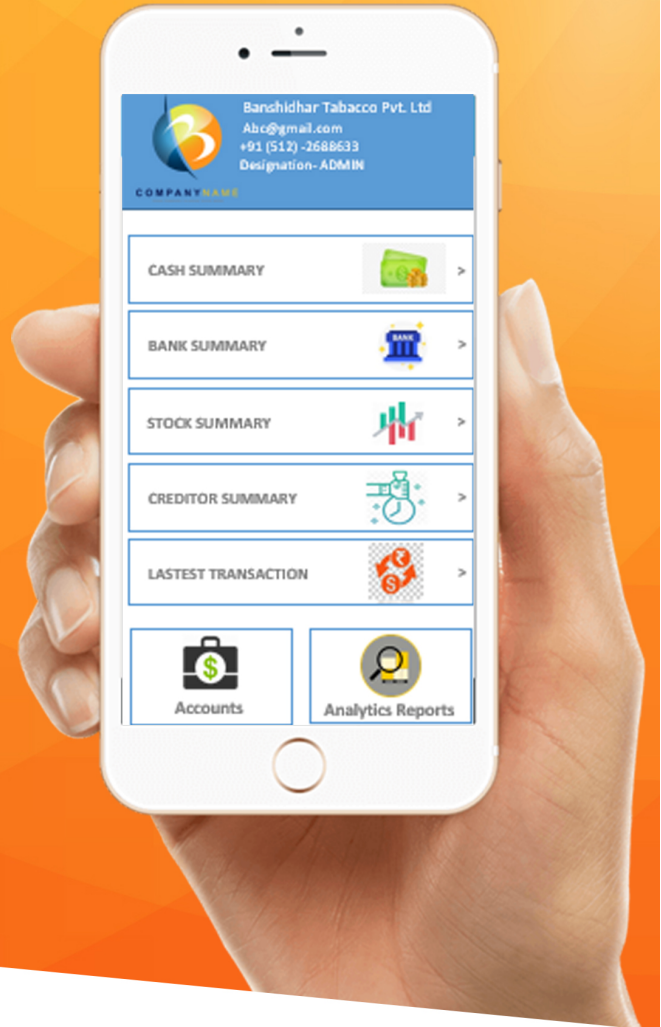 Banshidhar Tabacco Pvt. Ltd
Abc@gmail.com
+91 (512) -2688633
Designation- ADMIN
COMPANYNAME
CASH SUMMARY >
BANK SUMMARY BANK >
STOCK SUMMARY >
CREDITOR SUMMARY >
LASTEST TRANSACTION >
Accounts
Analytics Reports